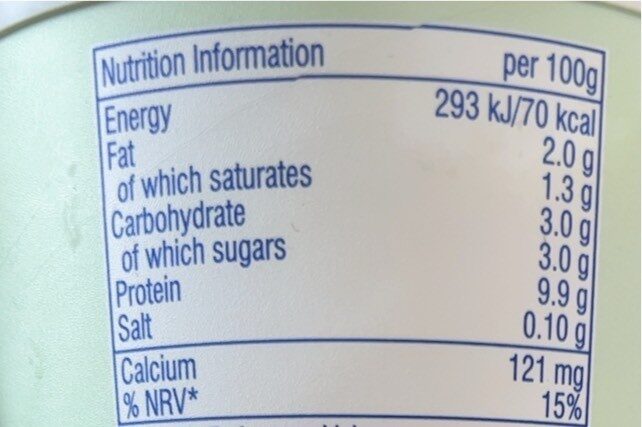 Nutrition Information per 100g
Energy 293 kJ/70 kcal
Fat 2.0 g
of which saturates 1.3 g
Carbohydrate 3.0 g
of which sugars 3.0 g
Protein 9.9 g
Salt 0.10 g
Calcium 121 mg
% NRV* 15%